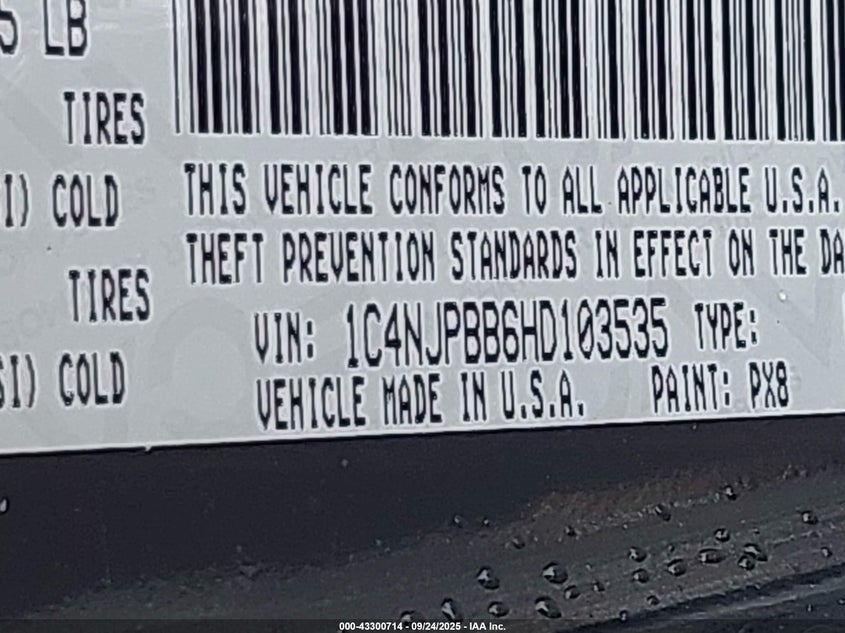 5 LB
TIRES
I) COLD
TIRES
SI) COLD
THIS VEHICLE CONFORMS TO ALL APPLICABLE U.S.A.
THEFT PREVENTION STANDARDS IN EFFECT ON THE DA
VIN: 1C4NJPBB6HD103535 TYPE:
VEHICLE MADE IN U.S.A. PAINT: PX8
000-43300714 - 09/24/2025 - IAA Inc.